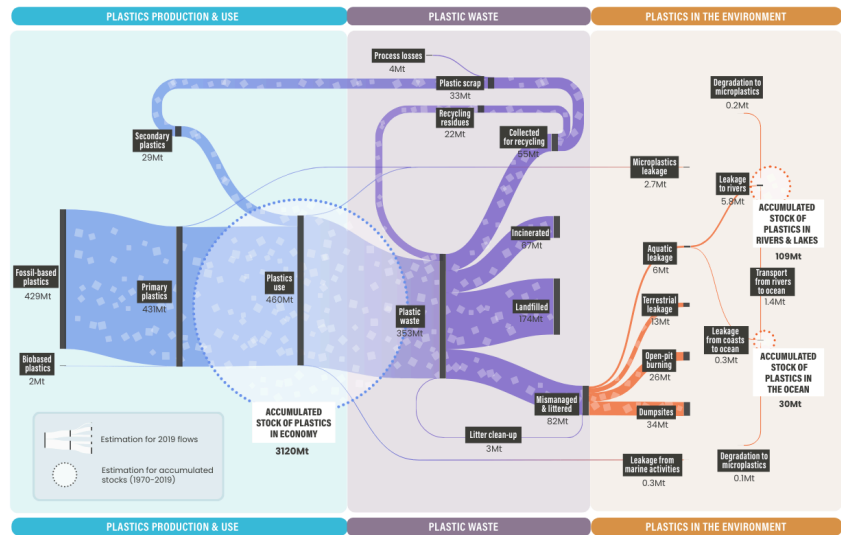 PLASTICS PRODUCTION & USE
PLASTIC WASTE
PLASTICS IN THE ENVIRONMENT
Process losses
4Mt
Plastic scrap
33Mt
Recycling
residues
22Mt
Secondary
plastics
29Mt
Collected
for recycling
55Mt
Degradation to
microplastics
0.2Mt
Microplastics
leakage
2.7Mt
Leakage
to rivers
5.8Mt
ACCUMULATED
STOCK OF
PLASTICS IN
RIVERS & LAKES
109Mt
Incinerated
67Mt
Aquatic
leakage
6Mt
Fossil-based
plastics
429Mt
Primary
plastics
431Mt
Plastics
use
460Mt
Plastic
waste
353Mt
Landfilled
174Mt
Transport
from rivers
to ocean
1.4Mt
Terrestrial
leakage
13Mt
Leakage
from coasts
to ocean
0.3Mt
Biobased
plastics
2Mt
Open-pit
burning
26Mt
ACCUMULATED
STOCK OF
PLASTICS IN
THE OCEAN
30Mt
Mismanaged
& littered
82Mt
Dumpsites
34Mt
ACCUMULATED
STOCK OF PLASTICS
IN ECONOMY
3120Mt
Litter clean-up
3Mt
Leakage from
marine activities
0.3Mt
Degradation to
microplastics
0.1Mt
Estimation for 2019 flows
Estimation for accumulated
stocks (1970-2019)
PLASTICS PRODUCTION & USE
PLASTIC WASTE
PLASTICS IN THE ENVIRONMENT